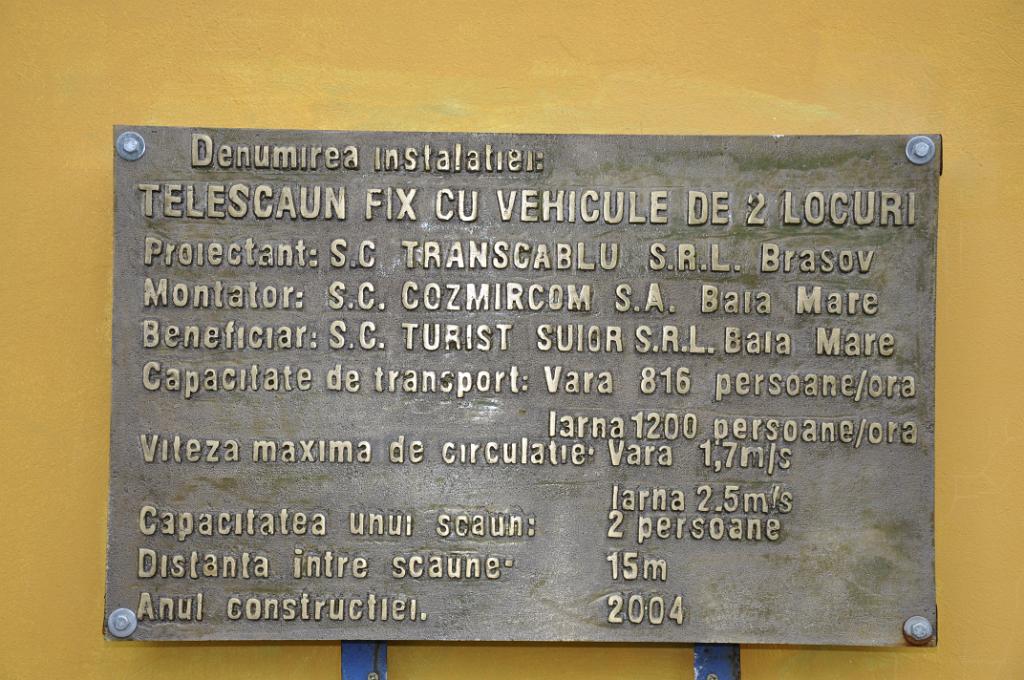 Denumirea instalatiei:
TELESCAUN FIX CU VEHICULE DE 2 LOCURI
Proiectant: S.C TRANSCABLU S.R.L. Brasov
Montator: S.C. COZMIRCOM S.A. Baia Mare
Beneficiar: S.C. TURIST SUIOR S.R.L. Baia Mare
Capacitate de transport: Vara 816 persoane/ora
Iarna 1200 persoane/ora
Viteza maxima de circulatie: Vara 1,7m/s
Iarna 2.5m/s
Capacitatea unui scaun: 2 persoane
Distanta intre scaune: 15m
Anul constructiei. 2004